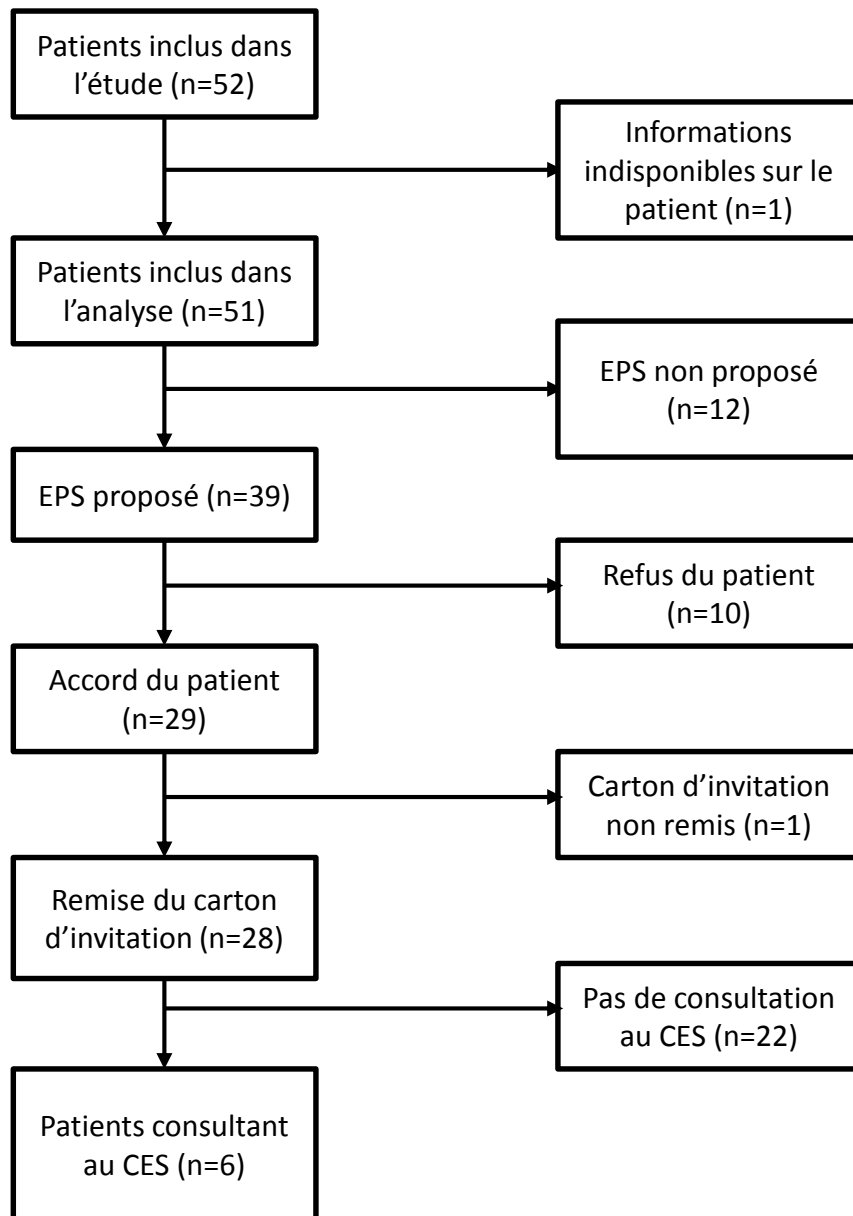 Patients inclus dans
l’étude (n=52)
Informations
indisponibles sur le
patient (n=1)
Patients inclus dans
l’analyse (n=51)
EPS non proposé
(n=12)
EPS proposé (n=39)
Refus du patient
(n=10)
Accord du patient
(n=29)
Carton d’invitation
non remis (n=1)
Remise du carton
d’invitation (n=28)
Pas de consultation
au CES (n=22)
Patients consultant
au CES (n=6)